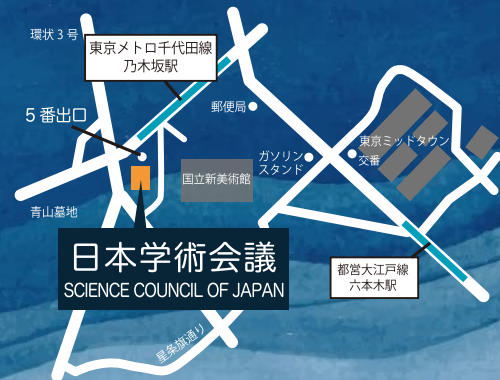 環状3号
東京メトロ千代田線
乃木坂駅
5番出口
郵便局
ガソリン
スタンド
東京ミッドタウン
交番
国立新美術館
青山墓地
日本学術会議
SCIENCE COUNCIL OF JAPAN
都営大江戸線
六本木駅
星条旗通り